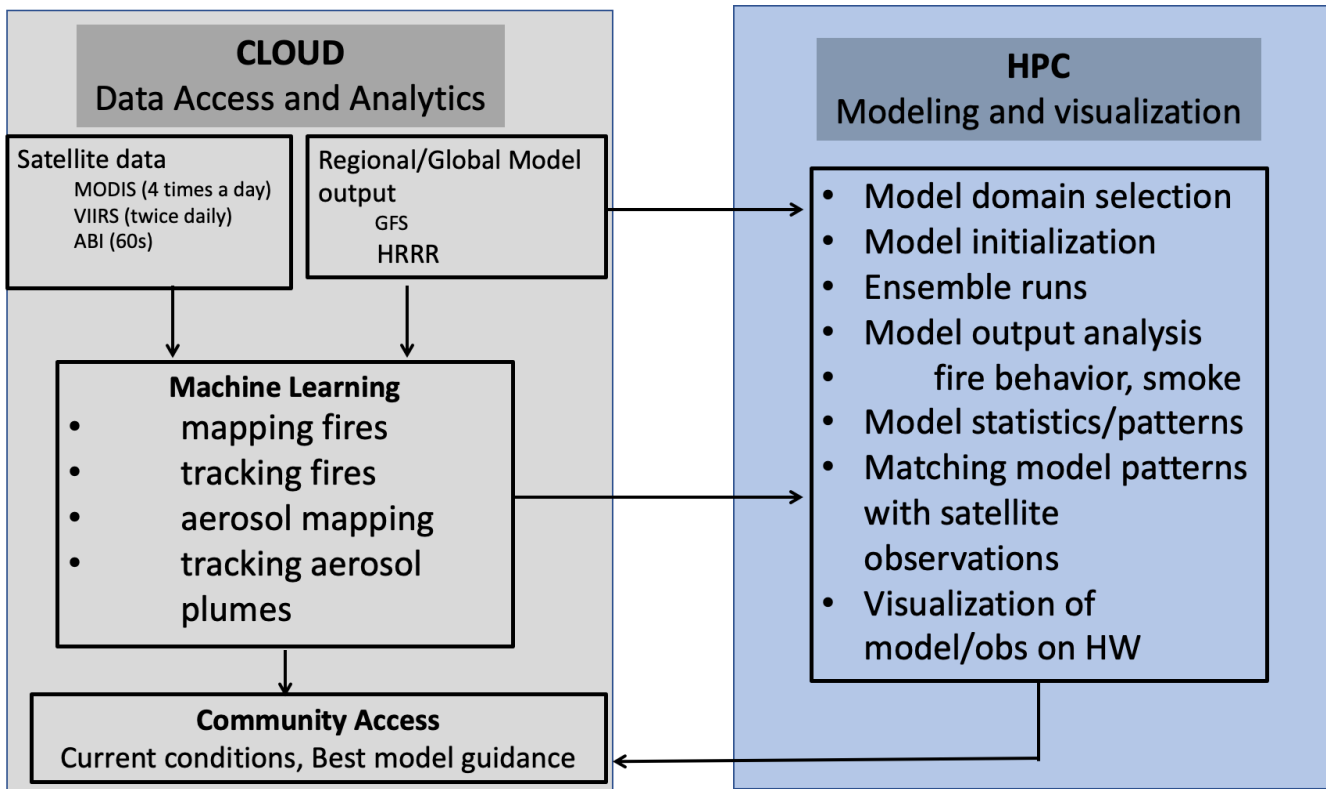 CLOUD
Data Access and Analytics
Satellite data
MODIS (4 times a day)
VIIRS (twice daily)
ABI (60s)
Regional/Global Model
output
GFS
HRRR
Machine Learning
• mapping fires
• tracking fires
• aerosol mapping
• tracking aerosol
plumes
Community Access
Current conditions, Best model guidance
HPC
Modeling and visualization
• Model domain selection
• Model initialization
• Ensemble runs
• Model output analysis
• fire behavior, smoke
• Model statistics/patterns
• Matching model patterns
with satellite
observations
• Visualization of
model/obs on HW